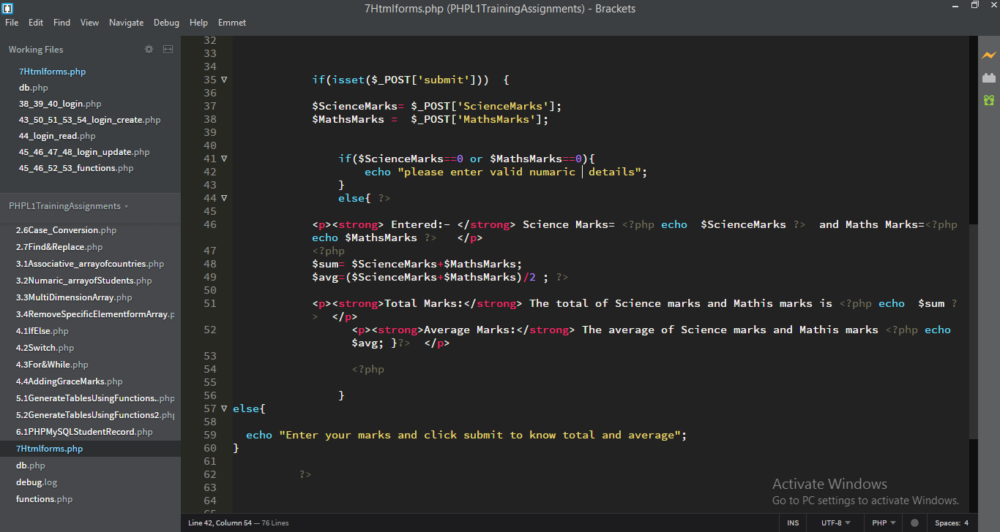 7Htmlforms.php (PHPL1TrainingAssignments) - Brackets
File Edit Find View Navigate Debug Help Emmet
Working Files
7Htmlforms.php
db.php
38_39_40_login.php
43_50_51_53_54_login_create.php
44_login_read.php
45_46_47_48_login_update.php
45_46_52_53_functions.php
PHPL1TrainingAssignments
2.6Case_Conversion.php
2.7Find&Replace.php
3.1Associative_arrayofcountries.php
3.2Numaric_arrayofStudents.php
3.3MultiDimensionArray.php
3.4RemoveSpecificElementformArray.p
4.1IfElse.php
4.2Switch.php
4.3For&While.php
4.4AddingGraceMarks.php
5.1GenerateTablesUsingFunctions..php
5.2GenerateTablesUsingFunctions2.php
6.1PHPMySQLStudentRecord.php
7Htmlforms.php
db.php
debug.log
functions.php
32
33
34
35 if(isset($_POST['submit'])) {
36
37 $ScienceMarks= $_POST['ScienceMarks'];
38 $MathsMarks = $_POST['MathsMarks'];
39
40
41 if($ScienceMarks==0 or $MathsMarks==0){
42 echo "please enter valid numaric details";
43 }
44 else{ ?>
45
46 <p><strong> Entered:- </strong> Science Marks= <?php echo $ScienceMarks ?> and Maths Marks=<?php
echo $MathsMarks ?> </p>
47 <?php
48 $sum= $ScienceMarks+$MathsMarks;
49 $avg=($ScienceMarks+$MathsMarks)/2 ; ?>
50
51 <p><strong>Total Marks:</strong> The total of Science marks and Mathis marks is <?php echo $sum ?
> </p>
52 <p><strong>Average Marks:</strong> The average of Science marks and Mathis marks <?php echo
$avg; }?> </p>
53
54 <?php
55
56 }
57 else{
58
59 echo "Enter your marks and click submit to know total and average";
60 }
61
62 ?>
63
64
65
Activate Windows
Go to PC settings to activate Windows.
Line 42, Column 54 — 76 Lines
INS UTF-8 PHP Spaces: 4